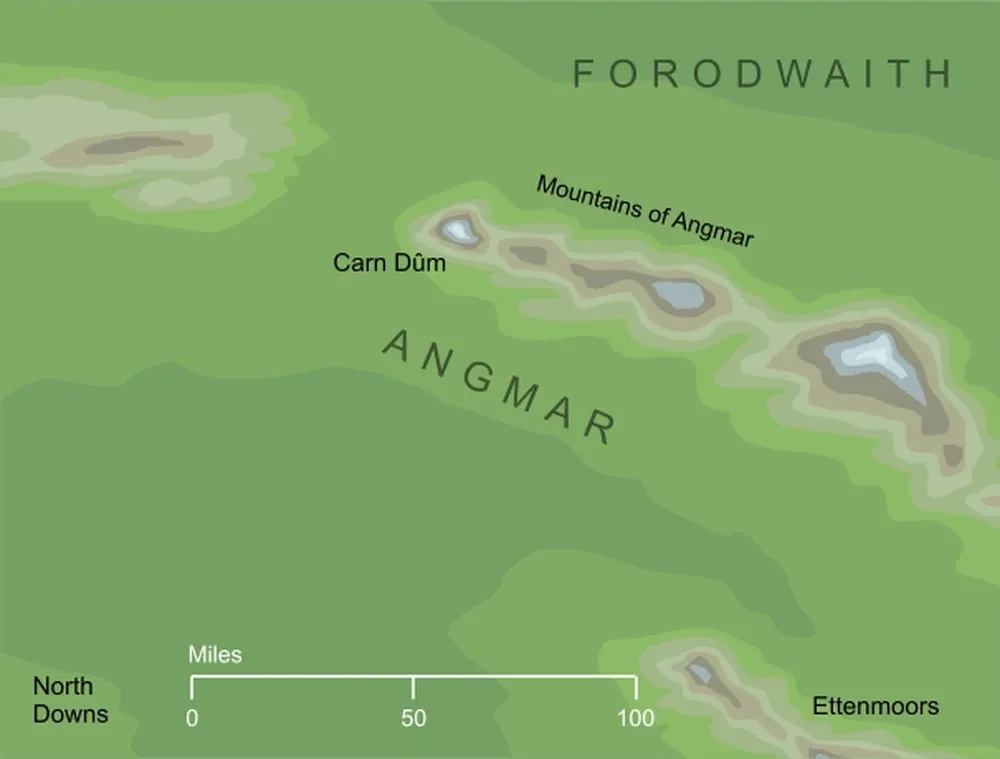 FORODWAITH
Mountains of Angmar
Carn Dûm
ANGMAR
Miles
0 50 100
North
Downs
Ettenmoors